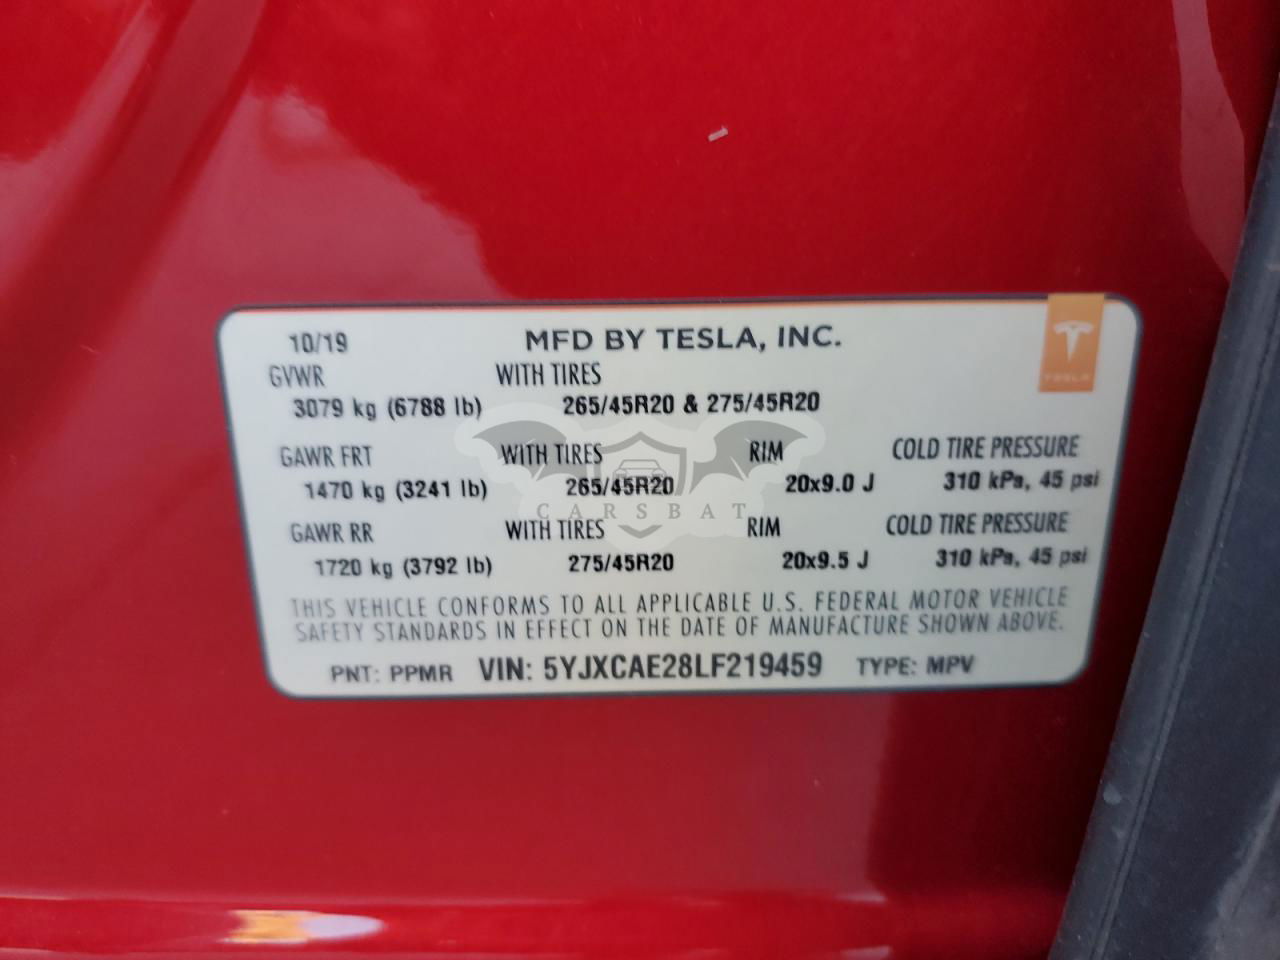 10/19 MFD BY TESLA, INC.
TESLA
GVWR WITH TIRES
3079 kg (6788 lb) 265/45R20 & 275/45R20
GAWR FRT WITH TIRES RIM COLD TIRE PRESSURE
1470 kg (3241 lb) 265/45R20 20x9.0 J 310 kPa, 45 psi
CARSBAT
GAWR RR WITH TIRES RIM COLD TIRE PRESSURE
1720 kg (3792 lb) 275/45R20 20x9.5 J 310 kPa, 45 psi
THIS VEHICLE CONFORMS TO ALL APPLICABLE U.S. FEDERAL MOTOR VEHICLE
SAFETY STANDARDS IN EFFECT ON THE DATE OF MANUFACTURE SHOWN ABOVE.
PNT: PPMR VIN: 5YJXCAE28LF219459 TYPE: MPV